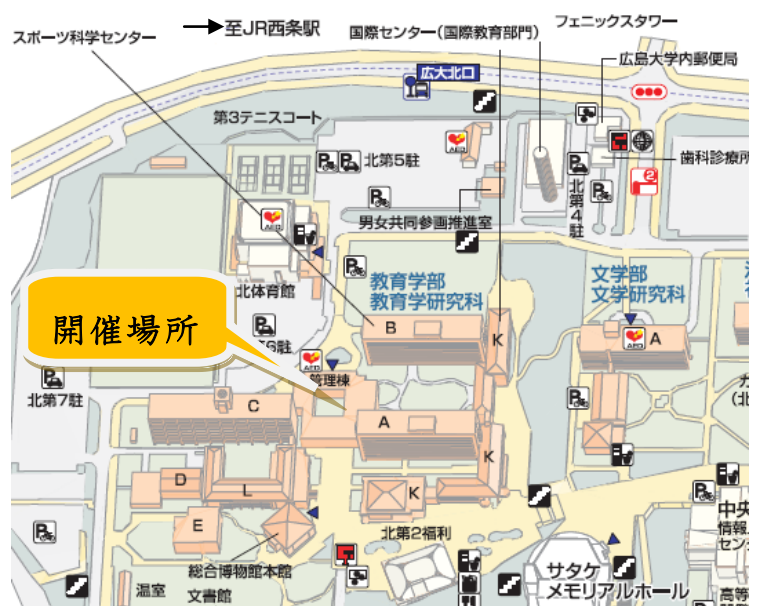 スポーツ科学センター
至JR西条駅
国際センター(国際教育部門)
フェニックスタワー
広島大学内郵便局
広大北口
第3テニスコート
AED
北第5駐
歯科診療所
2
北第4駐
男女共同参画推進室
AED
北体育館
教育学部
教育学研究科
文学部
文学研究科
開催場所
B
K
AED
A
AED
管理棟
北第7駐
C
A
K
D
L
K
E
北第2福利
総合博物館本館
温室
文書館
サタケ
メモリアルホール
中央
情報
セン
高等